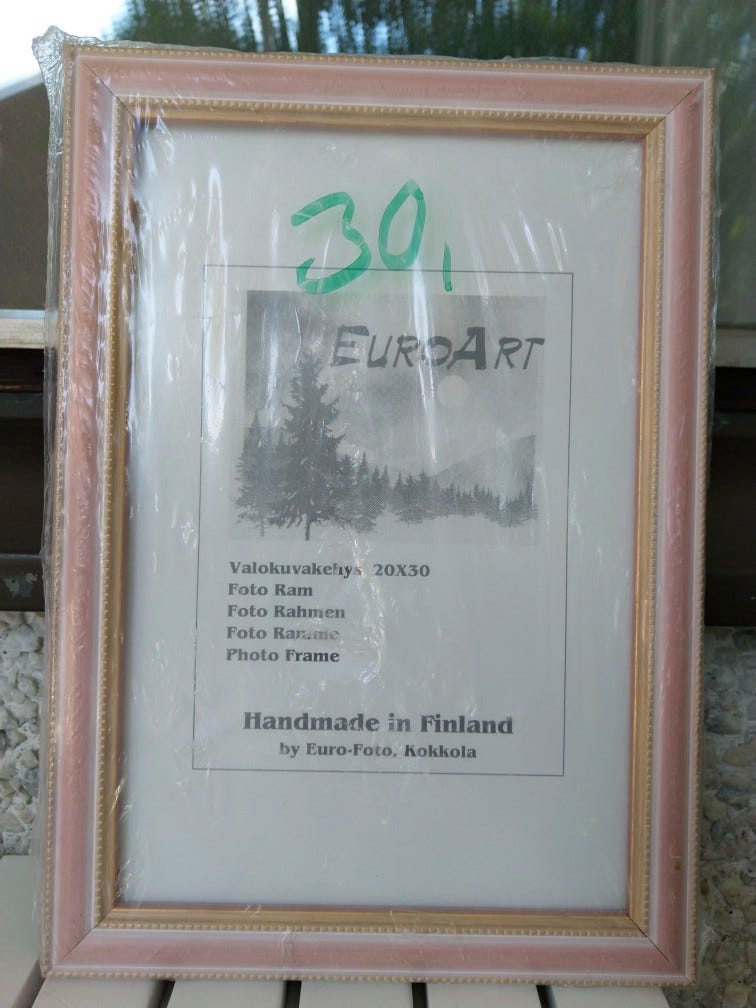 30,
EUROART
Valokuvakehys 20X30
Foto Ram
Foto Rahmen
Foto Ramme
Photo Frame
Handmade in Finland
by Euro-Foto, Kokkola